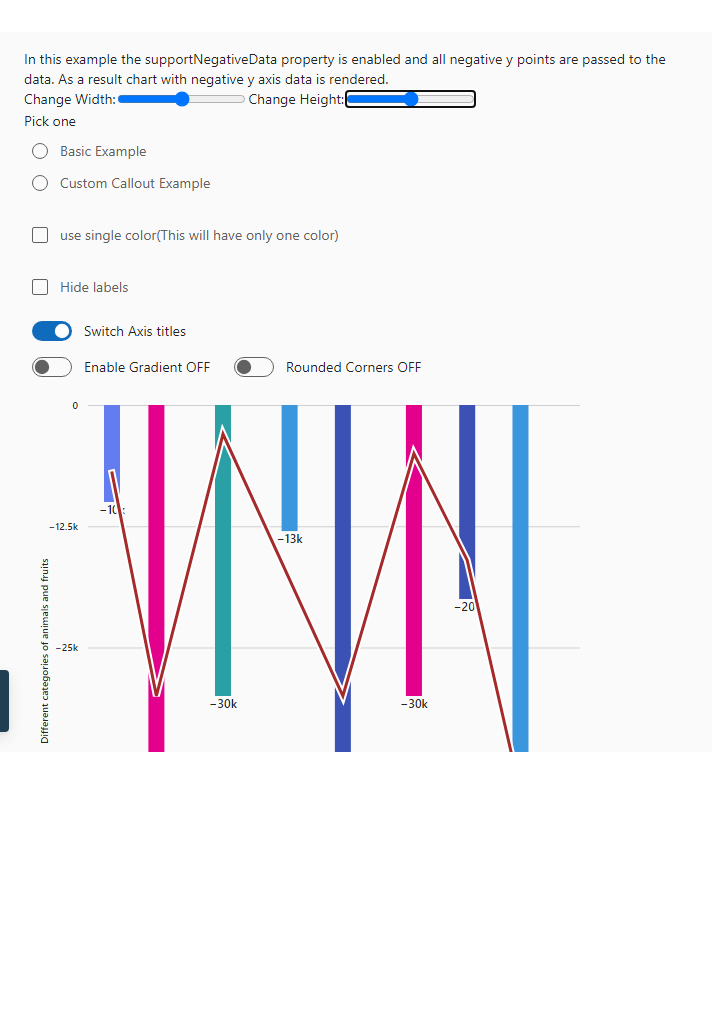 In this example the supportNegativeData property is enabled and all negative y points are passed to the
data. As a result chart with negative y axis data is rendered.
Change Width: Change Height:
Pick one
Basic Example
Custom Callout Example
use single color(This will have only one color)
Hide labels
Switch Axis titles
Enable Gradient OFF Rounded Corners OFF
0
−12.5k
−13k
−20
−25k
−30k −30k
Different categories of animals and fruits